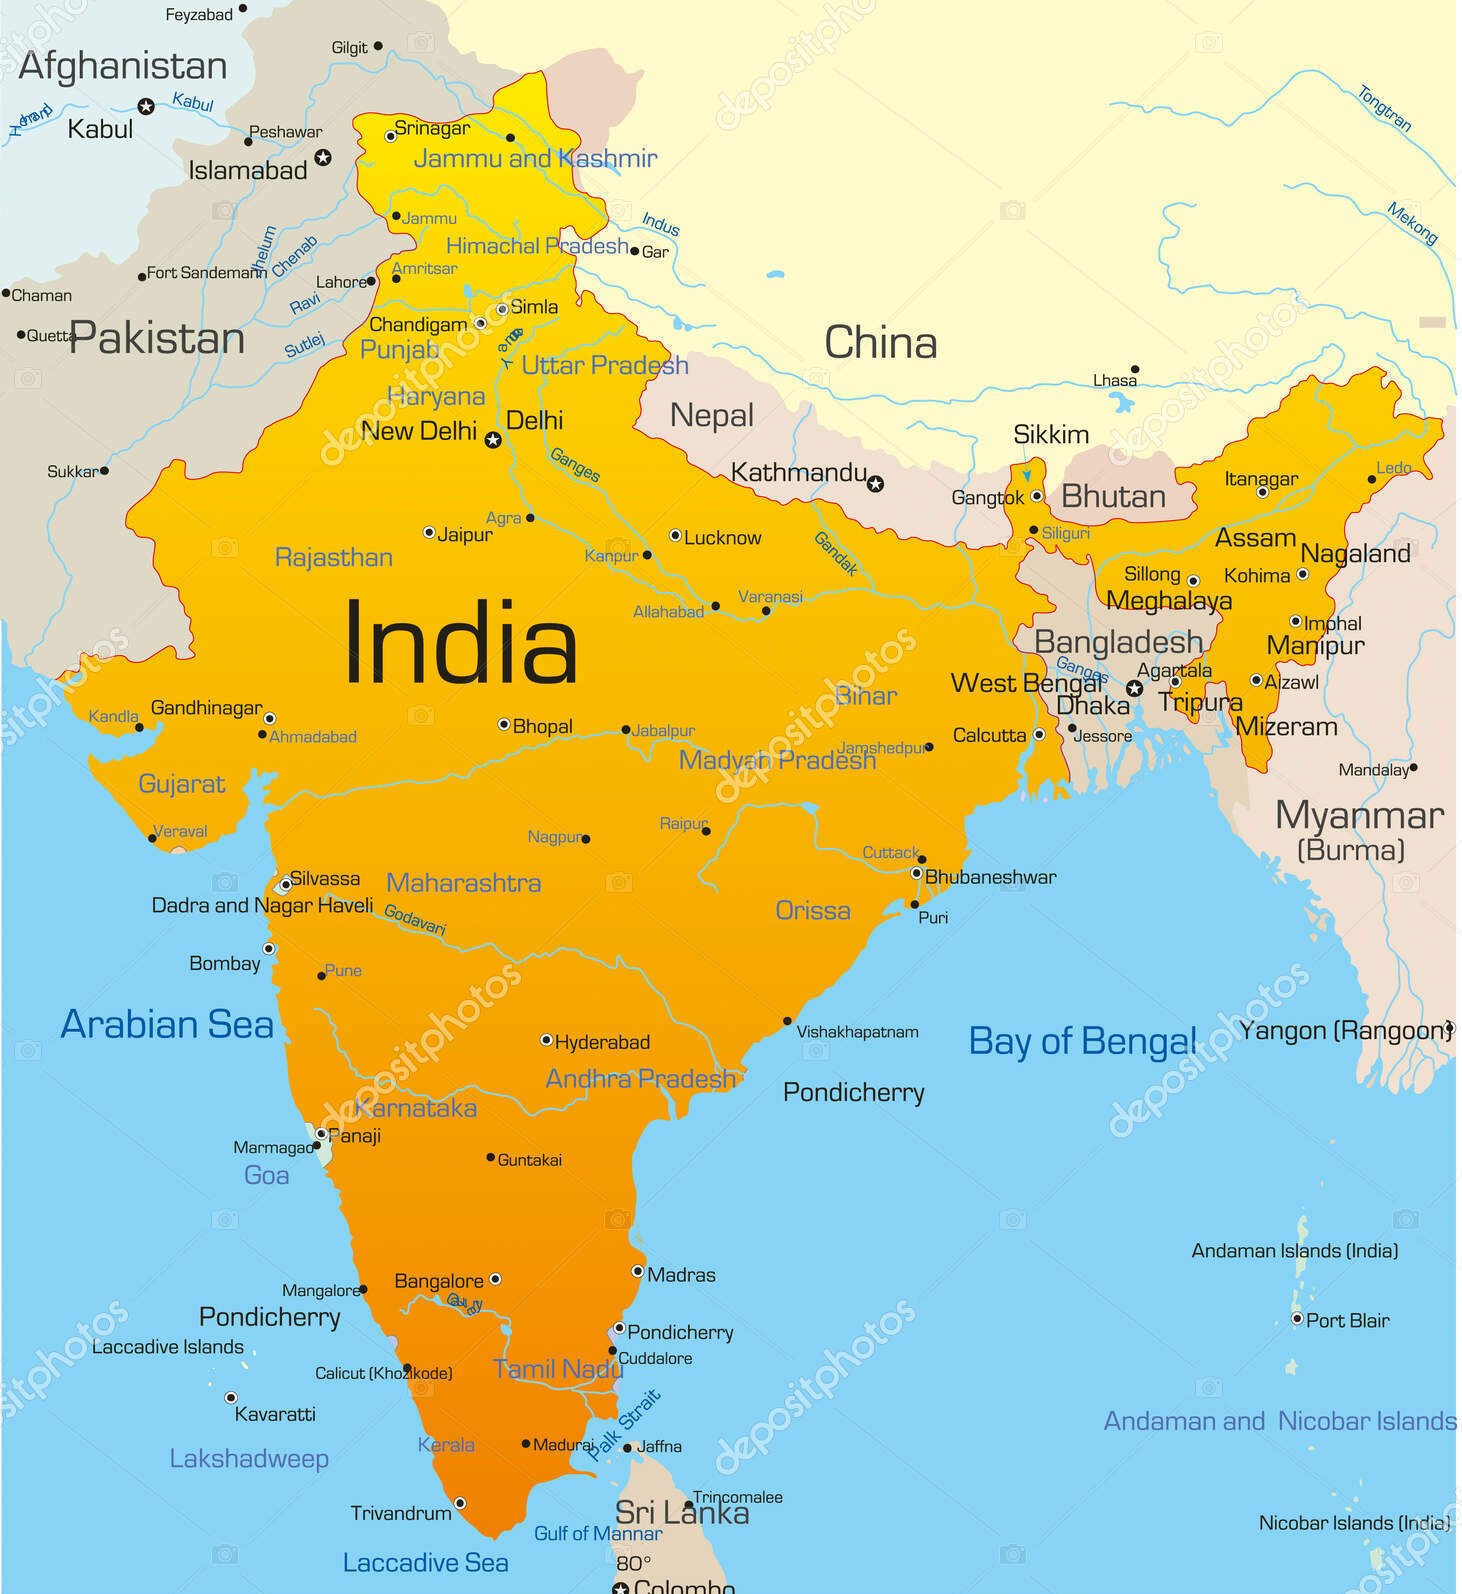 Feyzabad
Gilgit
Afghanistan
Kabul
Kabul
Peshawar
Islamabad
Srinagar
Jammu and Kashmir
Tongtran
Mekong
Jammu
Indus
Himachal Pradesh
Gar
Jhelum
Chenab
Fort Sandemann
Lahore
Amritsar
Chaman
Ravi
Simla
Quetta
Pakistan
Sutlej
Chandigam
Punjab
Uttar Pradesh
China
Lhasa
Haryana
Nepal
New Delhi
Delhi
Sikkim
Sukkar
Ganges
Kathmandu
Gangtok
Bhutan
Itanagar
Ledo
Agra
Jaipur
Lucknow
Siliguri
Assam
Nagaland
Rajasthan
Kanpur
Gandak
Sillong
Kohima
Allahabad
Varanasi
Meghalaya
India
Imphal
Bangladesh
Manipur
Ganges
Agartala
West Bengal
Aizawl
Bihar
Dhaka
Tripura
Kandla
Gandhinagar
Bhopal
Jabalpur
Calcutta
Jessore
Mizeram
Ahmadabad
Jamshedpur
Madyah Pradesh
Mandalay
Gujarat
Myanmar
(Burma)
Veraval
Nagpur
Raipur
Cuttack
Silvassa
Maharashtra
Bhubaneshwar
Dadra and Nagar Haveli
Godavari
Orissa
Puri
Bombay
Pune
Arabian Sea
Hyderabad
Vishakhapatnam
Bay of Bengal
Yangon (Rangoon)
Andhra Pradesh
Pondicherry
Karnataka
Panaji
Marmagao
Goa
Guntakai
Andaman Islands (India)
Bangalore
Madras
Mangalore
Pondicherry
Port Blair
Pondicherry
Laccadive Islands
Cuddalore
Calicut (Khozikode)
Tamil Nadu
Kavaratti
Andaman and Nicobar Islands
Palk Strait
Kerala
Madurai
Jaffna
Lakshadweep
Trincomalee
Trivandrum
Sri Lanka
Gulf of Mannar
Nicobar Islands (India)
Laccadive Sea
80°
Colombo
depositphotos